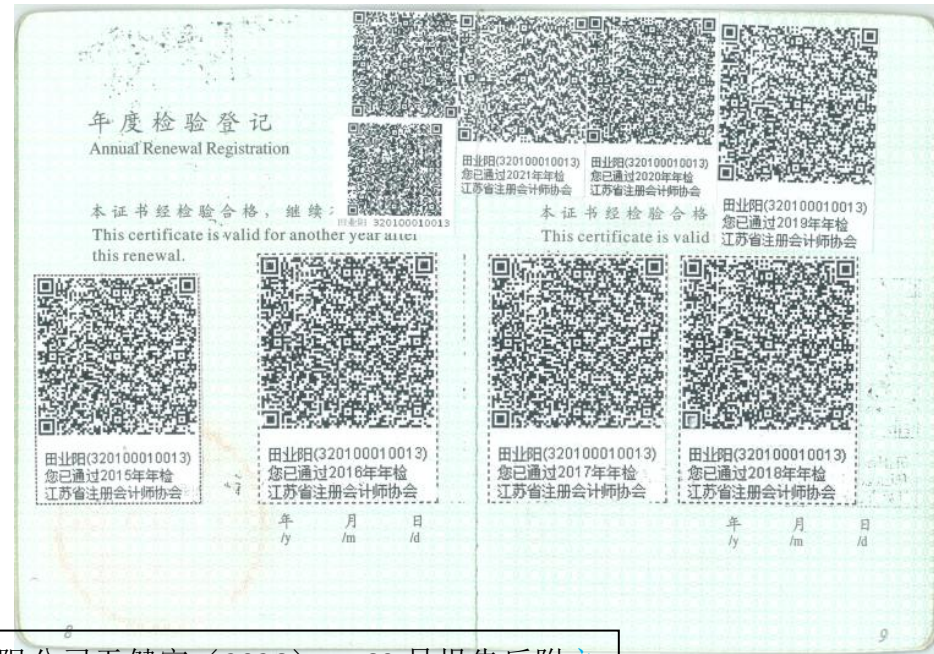 年度检验登记
Annual Renewal Registration
本证书经检验合格，继续
This certificate is valid for another year after
this renewal.
田业阳 320100010013
田业阳(320100010013)
您已通过2021年年检
江苏省注册会计师协会
田业阳(320100010013)
您已通过2020年年检
江苏省注册会计师协会
田业阳(320100010013)
您已通过2019年年检
江苏省注册会计师协会
本证书经检验合格
This certificate is valid
田业阳(320100010013)
您已通过2015年年检
江苏省注册会计师协会
田业阳(320100010013)
您已通过2016年年检
江苏省注册会计师协会
田业阳(320100010013)
您已通过2017年年检
江苏省注册会计师协会
田业阳(320100010013)
您已通过2018年年检
江苏省注册会计师协会
年 月 日
/y /m /d
年 月 日
/y /m /d
8
9